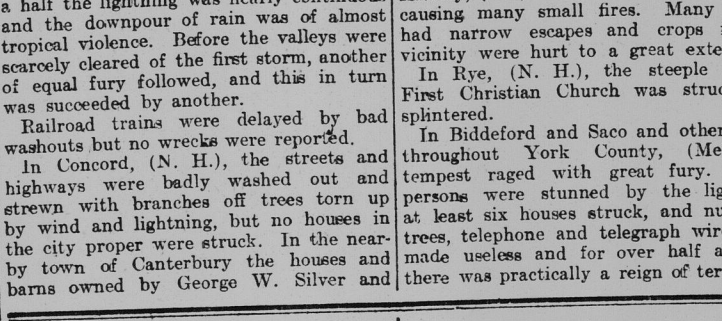 a half the lightning was nearly
and the downpour of rain was of almost
tropical violence. Before the valleys were
scarcely cleared of the first storm, another
of equal fury followed, and this in turn
was succeeded by another.
Railroad trains were delayed by bad
washouts but no wrecks were reported.
In Concord, (N. H.), the streets and
highways were badly washed out and
strewn with branches off trees torn up
by wind and lightning, but no houses in
the city proper were struck. In the near-
by town of Canterbury the houses and
barns owned by George W. Silver and
causing many small fires. Many
had narrow escapes and crops
vicinity were hurt to a great exte
In Rye, (N. H.), the steeple
First Christian Church was struc
splintered.
In Biddeford and Saco and other
throughout York County, (Me
tempest raged with great fury.
persons were stunned by the lig
at least six houses struck, and nu
trees, telephone and telegraph wir
made useless and for over half a
there was practically a reign of ter